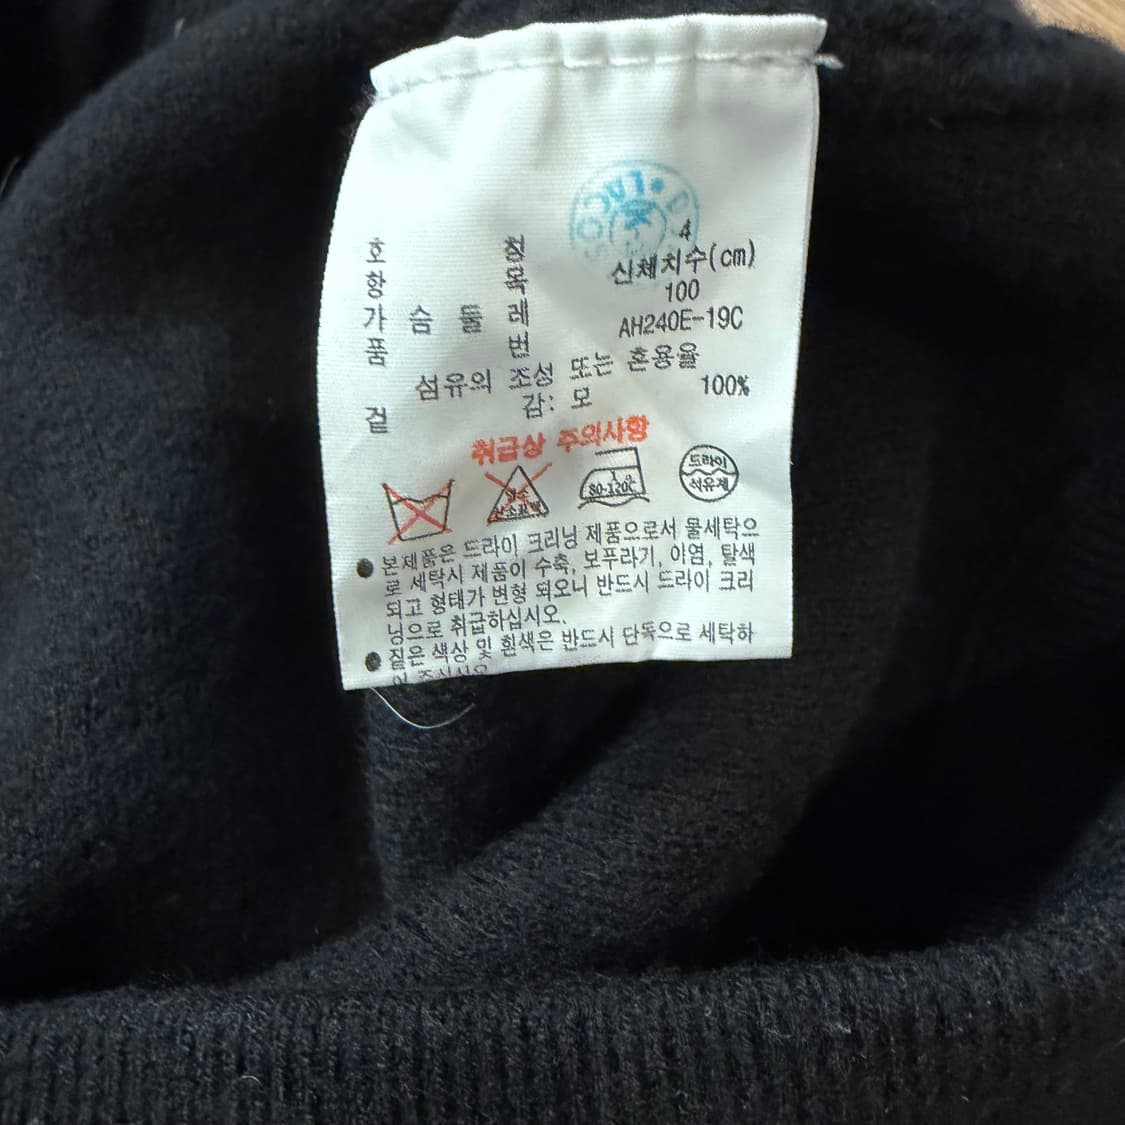 호 칭 4
항 목 신체치수(cm)
가 슴 둘 레 100
품 번 AH240E-19C
섬유의 조성 또는 혼용율
겉 감: 모 100%
취급상 주의사항
80-120℃
드라이
석유제
본제품은 드라이 크리닝 제품으로서 물세탁으
로 세탁시 제품이 수축, 보푸라기, 이염, 탈색
되고 형태가 변형 되오니 반드시 드라이 크리
닝으로 취급하십시오.
짙은 색상 및 흰색은 반드시 단독으로 세탁하